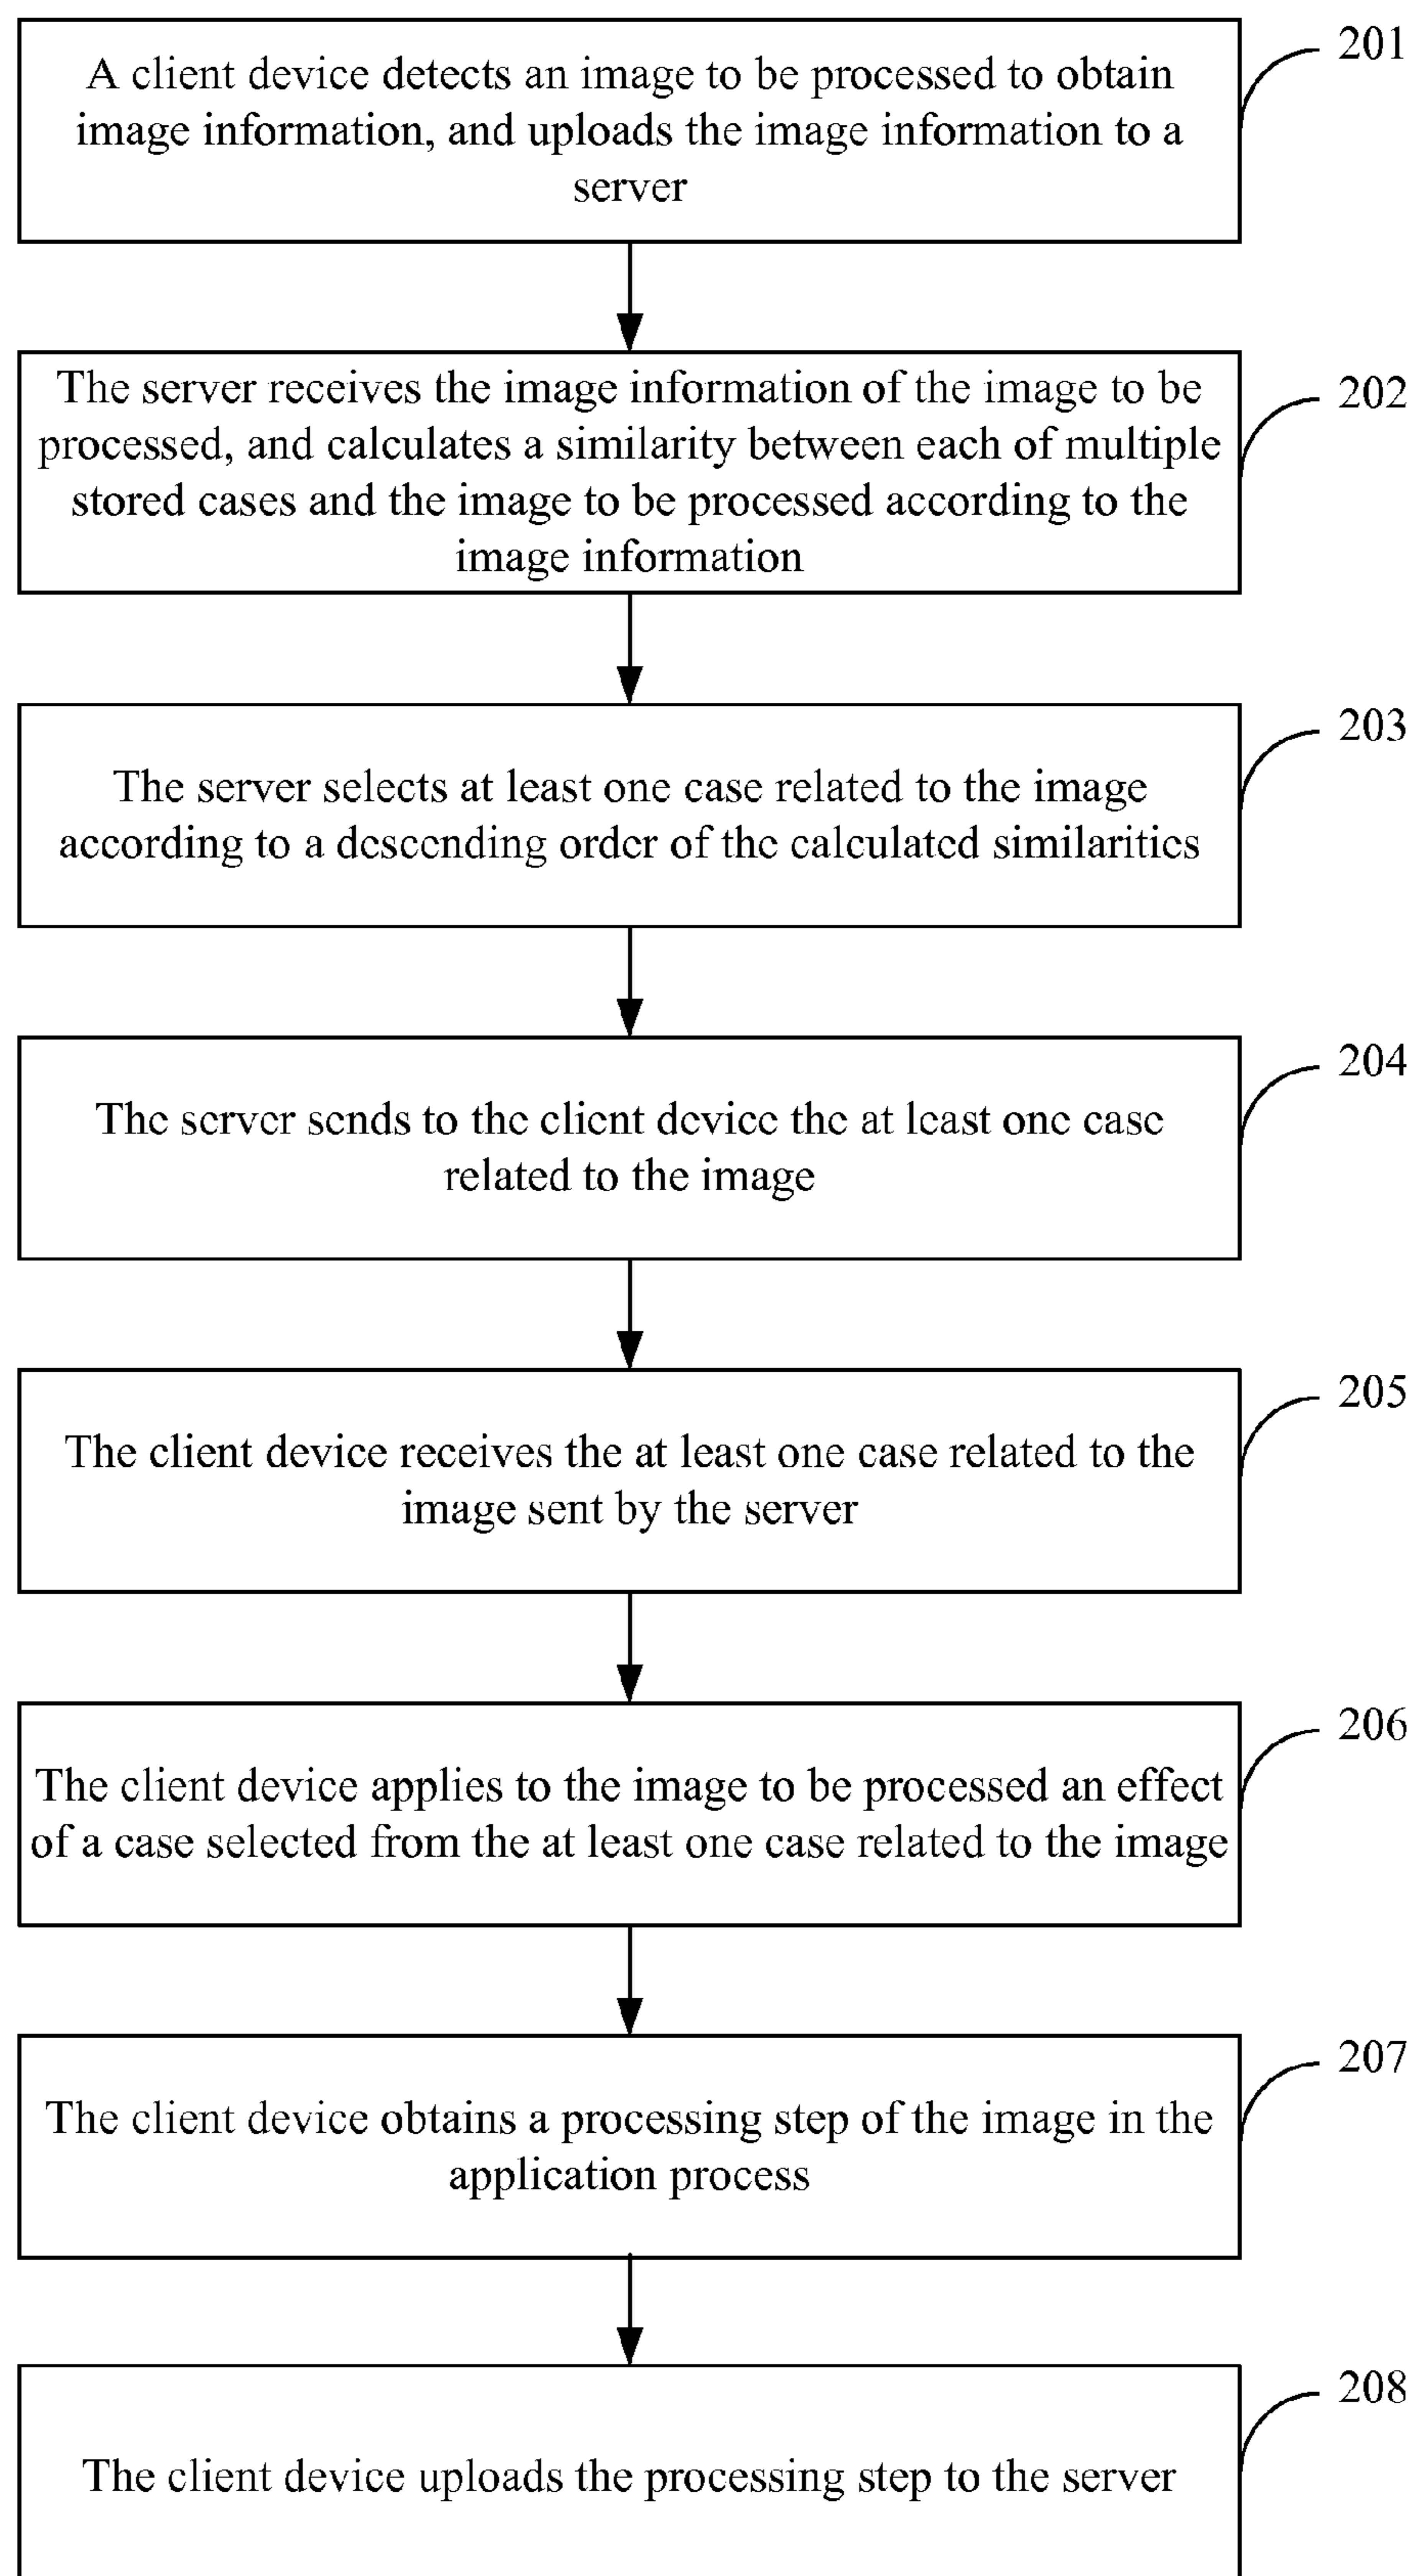 201
A client device detects an image to be processed to obtain
image information, and uploads the image information to a
server
202
The server receives the image information of the image to be
processed, and calculates a similarity between each of multiple
stored cases and the image to be processed according to the
image information
203
The server selects at least one case related to the image
according to a descending order of the calculated similarities
204
The server sends to the client device the at least one case
related to the image
205
The client device receives the at least one case related to the
image sent by the server
206
The client device applies to the image to be processed an effect
of a case selected from the at least one case related to the image
207
The client device obtains a processing step of the image in the
application process
208
The client device uploads the processing step to the server